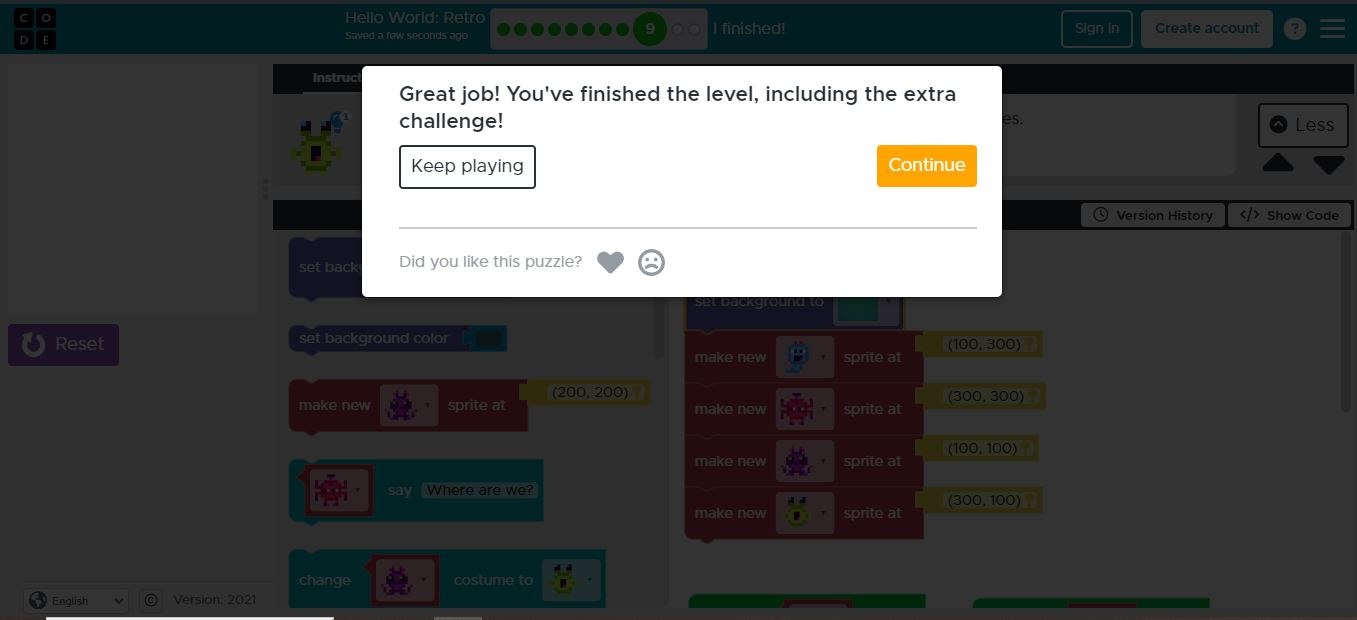 C O
D E
Hello World: Retro
Saved a few seconds ago
9
I finished!
Sign in
Create account
?
Instruct
1
es.
Less
Great job! You've finished the level, including the extra
challenge!
Keep playing
Continue
Did you like this puzzle?
Version History
</> Show Code
set backg
set background color
make new sprite at (200, 200)
say Where are we?
change costume to
set background to
make new sprite at (100, 300)
make new sprite at (300, 300)
make new sprite at (100, 100)
make new sprite at (300, 100)
Reset
English
©
Version: 2021